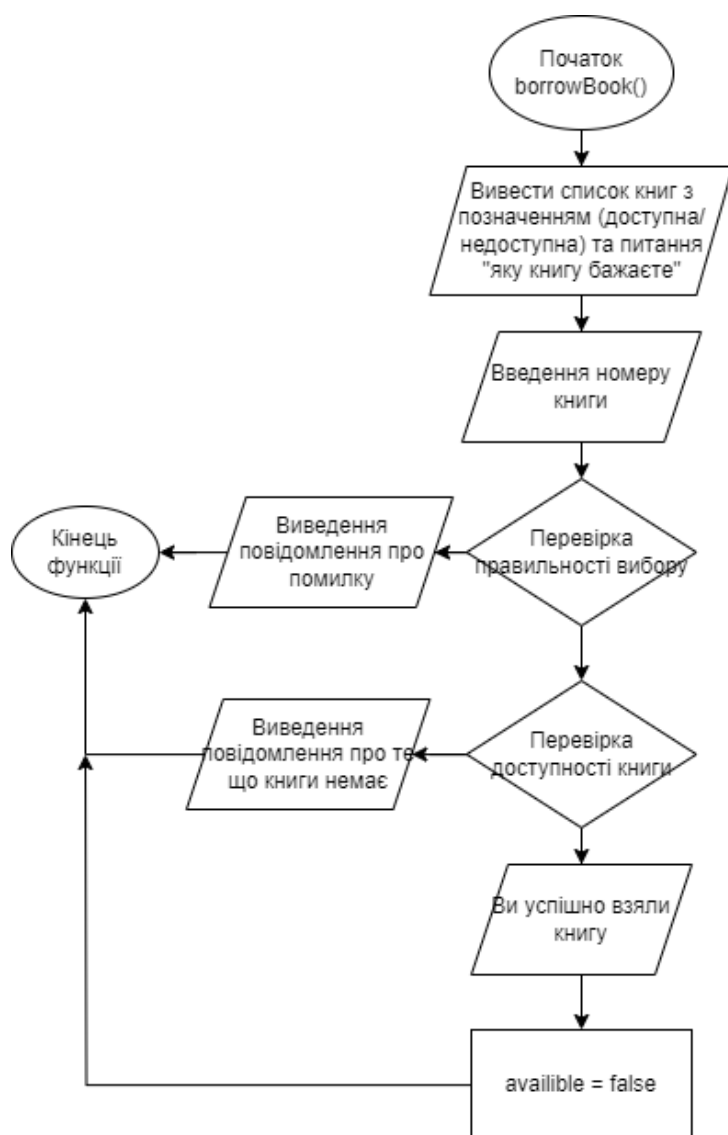 Початок
borrowBook()
Вивести список книг з
позначенням (доступна/
недоступна) та питання
"яку книгу бажаєте"
Введення номеру
книги
Перевірка
правильності вибору
Виведення
повідомлення про
помилку
Кінець
функції
Перевірка
доступності книги
Виведення
повідомлення про те
що книги немає
Ви успішно взяли
книгу
availible = false